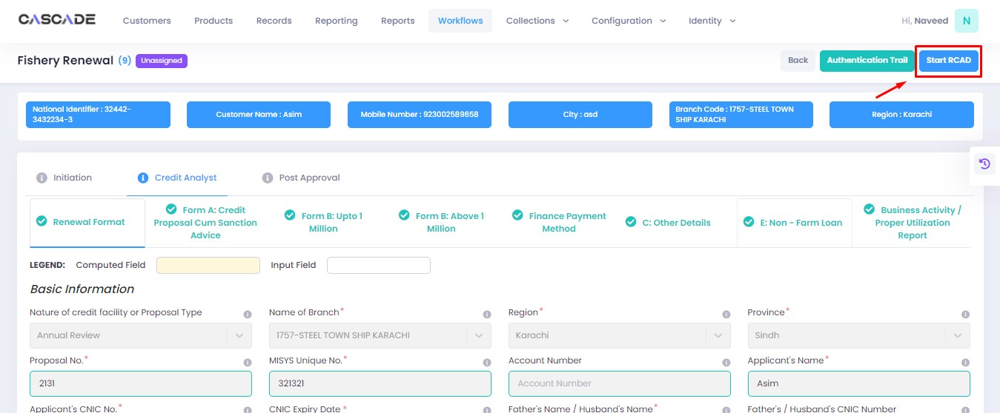 CASCADE
Customers Products Records Reporting Reports Workflows Collections Configuration Identity Hi, Naveed N
Fishery Renewal (9) Unassigned Back Authentication Trail Start RCAD
National Identifier : 32442-
3432234-3
Customer Name : Asim
Mobile Number : 923002589658
City : asd
Branch Code : 1757-STEEL TOWN
SHIP KARACHI
Region : Karachi
Initiation Credit Analyst Post Approval
Renewal Format
Form A: Credit
Proposal Cum Sanction
Advice
Form B: Upto 1
Million
Form B: Above 1
Million
Finance Payment
Method
C: Other Details
E: Non - Farm Loan
Business Activity /
Proper Utilization
Report
LEGEND: Computed Field Input Field
Basic Information
Nature of credit facility or Proposal Type Name of Branch* Region* Province*
Annual Review 1757-STEEL TOWN SHIP KARACHI Karachi Sindh
Proposal No.* MISYS Unique No.* Account Number Applicant's Name*
2131 321321 Account Number Asim
Applicant's CNIC No.* CNIC Expiry Date * Father's Name / Husband's Name* Father's / Husband's CNIC Number